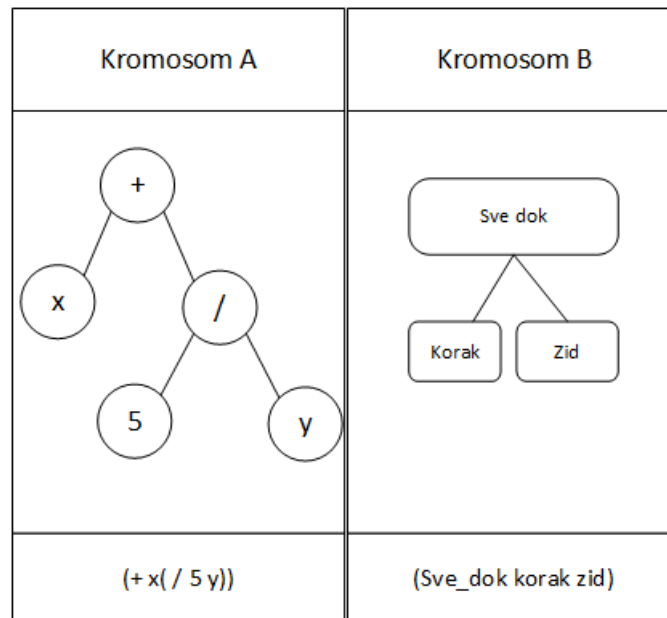 Kromosom A
Kromosom B
+
x
/
5
y
Sve dok
Korak
Zid
(+ x( / 5 y))
(Sve_dok korak zid)